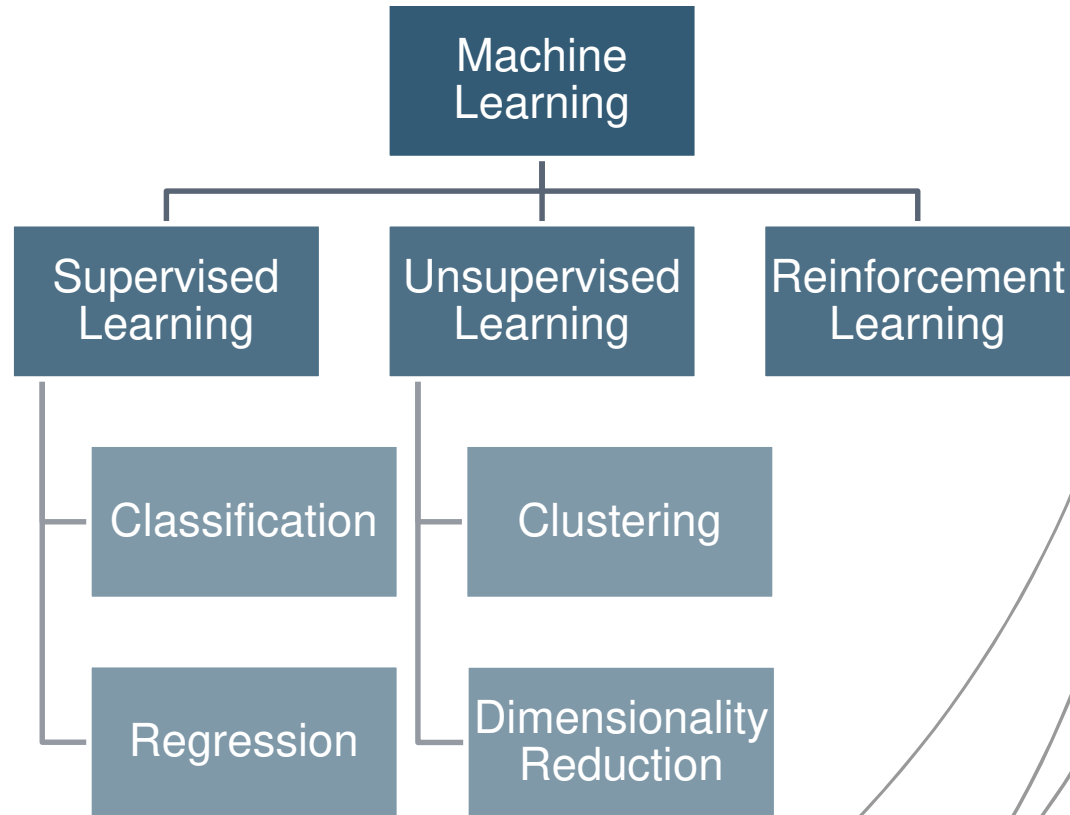 Machine
Learning
Supervised
Learning
Unsupervised
Learning
Reinforcement
Learning
Classification
Clustering
Regression
Dimensionality
Reduction